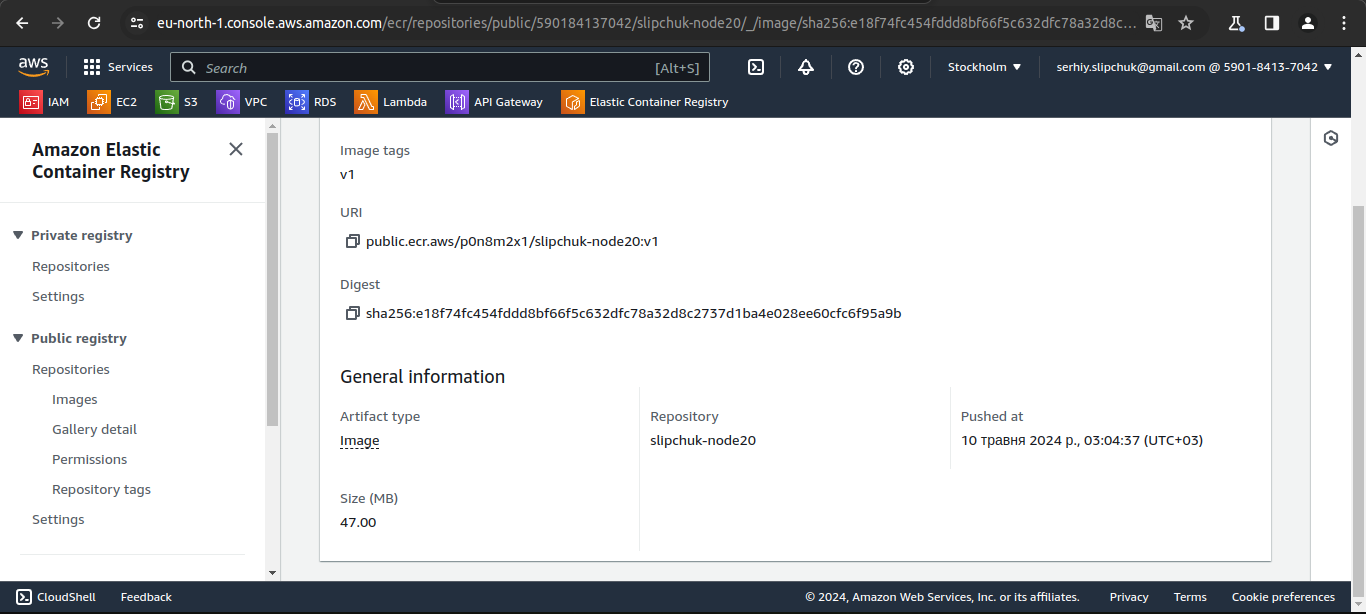 eu-north-1.console.aws.amazon.com/ecr/repositories/public/590184137042/slipchuk-node20/_/image/sha256:e18f74fc454fddd8bf66f5c632dfc78a32d8c...
aws
Services
Search
[Alt+S]
Stockholm
serhiy.slipchuk@gmail.com @ 5901-8413-7042
IAM
EC2
S3
VPC
RDS
Lambda
API Gateway
Elastic Container Registry
Amazon Elastic
Container Registry
Private registry
Repositories
Settings
Public registry
Repositories
Images
Gallery detail
Permissions
Repository tags
Settings
Image tags
v1
URI
public.ecr.aws/p0n8m2x1/slipchuk-node20:v1
Digest
sha256:e18f74fc454fddd8bf66f5c632dfc78a32d8c2737d1ba4e028ee60cfc6f95a9b
General information
Artifact type
Image
Repository
slipchuk-node20
Pushed at
10 травня 2024 р., 03:04:37 (UTC+03)
Size (MB)
47.00
CloudShell
Feedback
© 2024, Amazon Web Services, Inc. or its affiliates.
Privacy
Terms
Cookie preferences